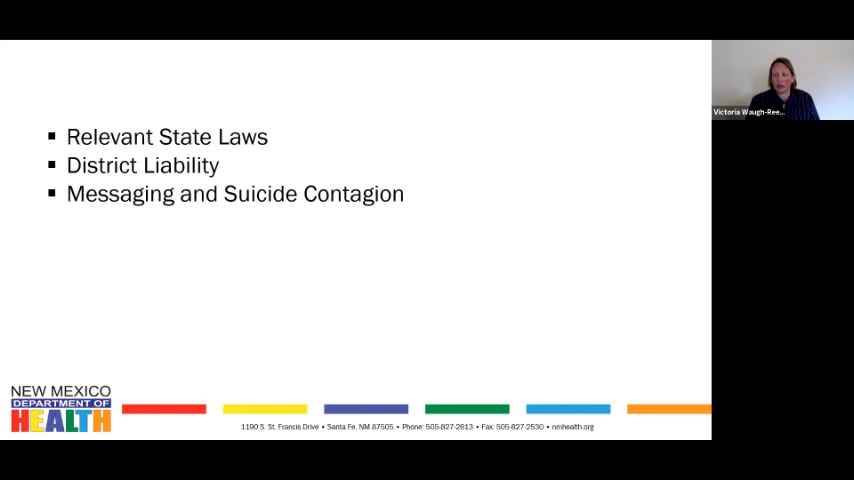 Relevant State Laws
District Liability
Messaging and Suicide Contagion
Victoria Waugh-Ree...
NEW MEXICO
DEPARTMENT OF
HEALTH
1190 S. St. Francis Drive • Santa Fe, NM 87505 • Phone: 505-827-2613 • Fax: 505-827-2530 • nmhealth.org